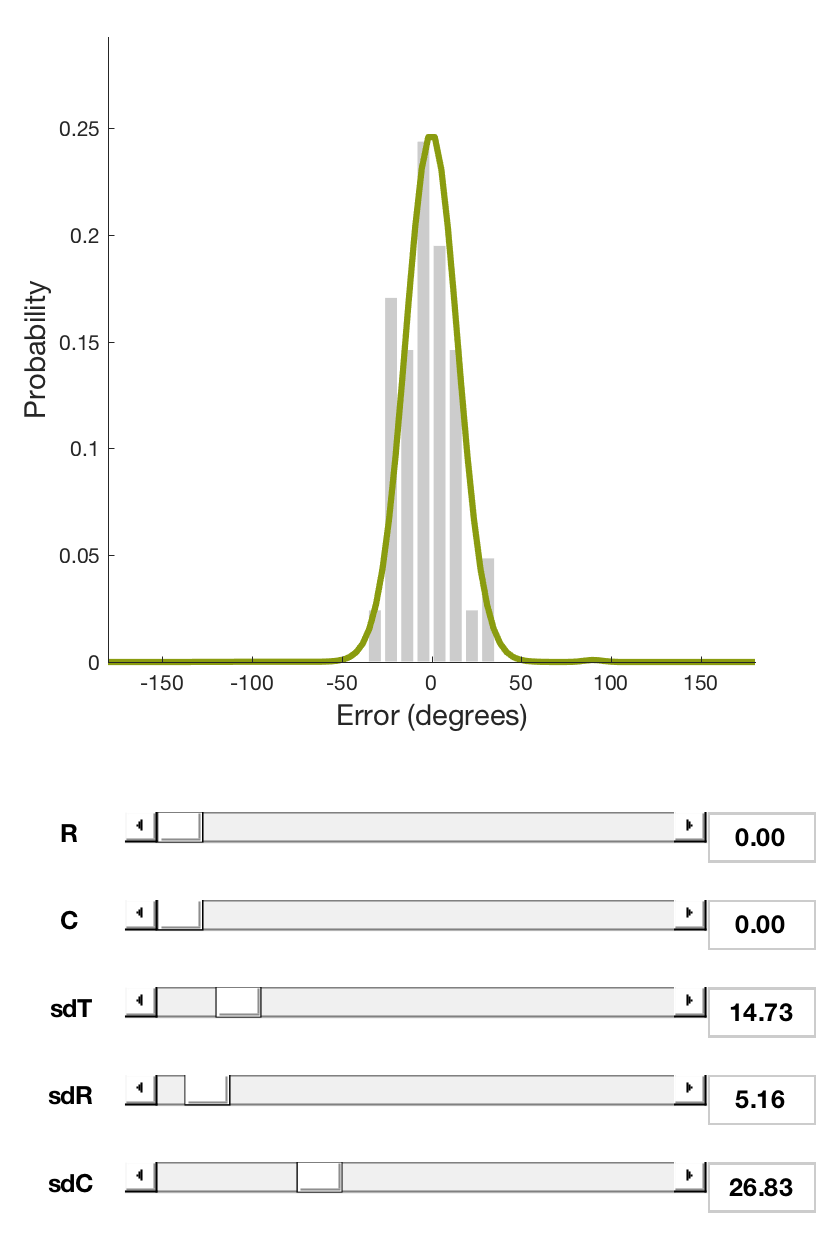 0.25
0.2
0.15
0.1
0.05
0
Probability
-150 -100 -50 0 50 100 150
Error (degrees)
R 0.00
C 0.00
sdT 14.73
sdR 5.16
sdC 26.83